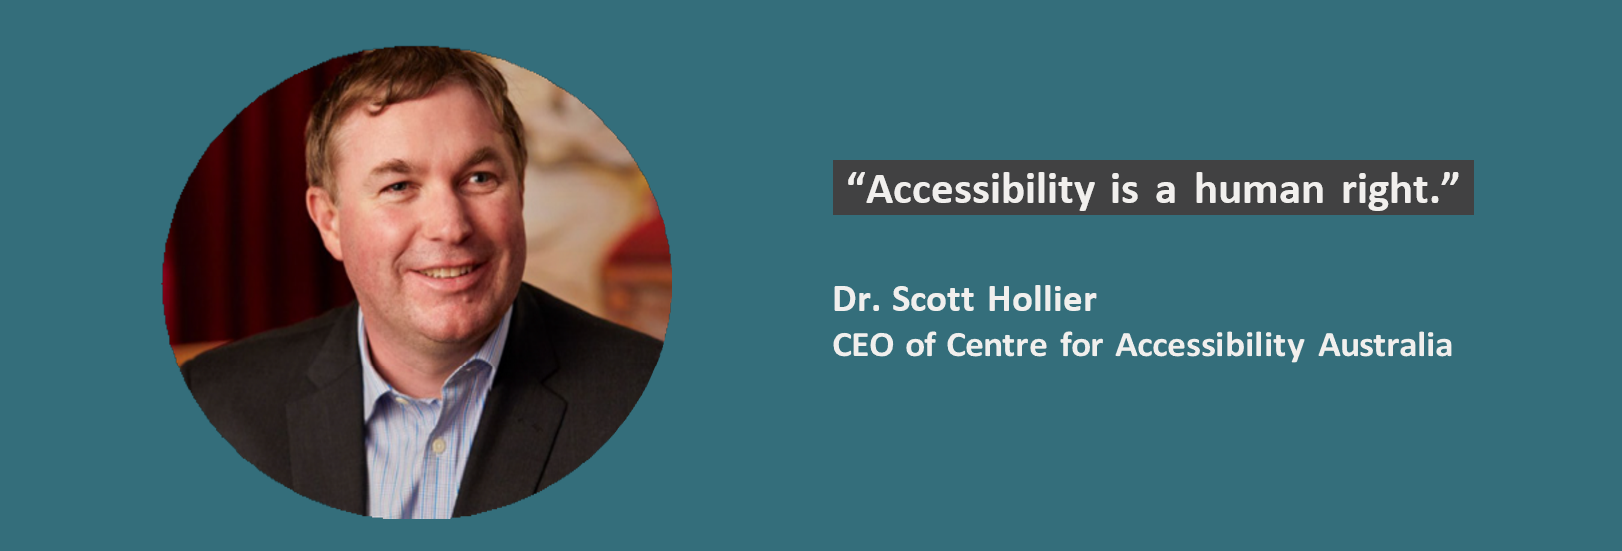 “Accessibility is a human right.”
Dr. Scott Hollier
CEO of Centre for Accessibility Australia